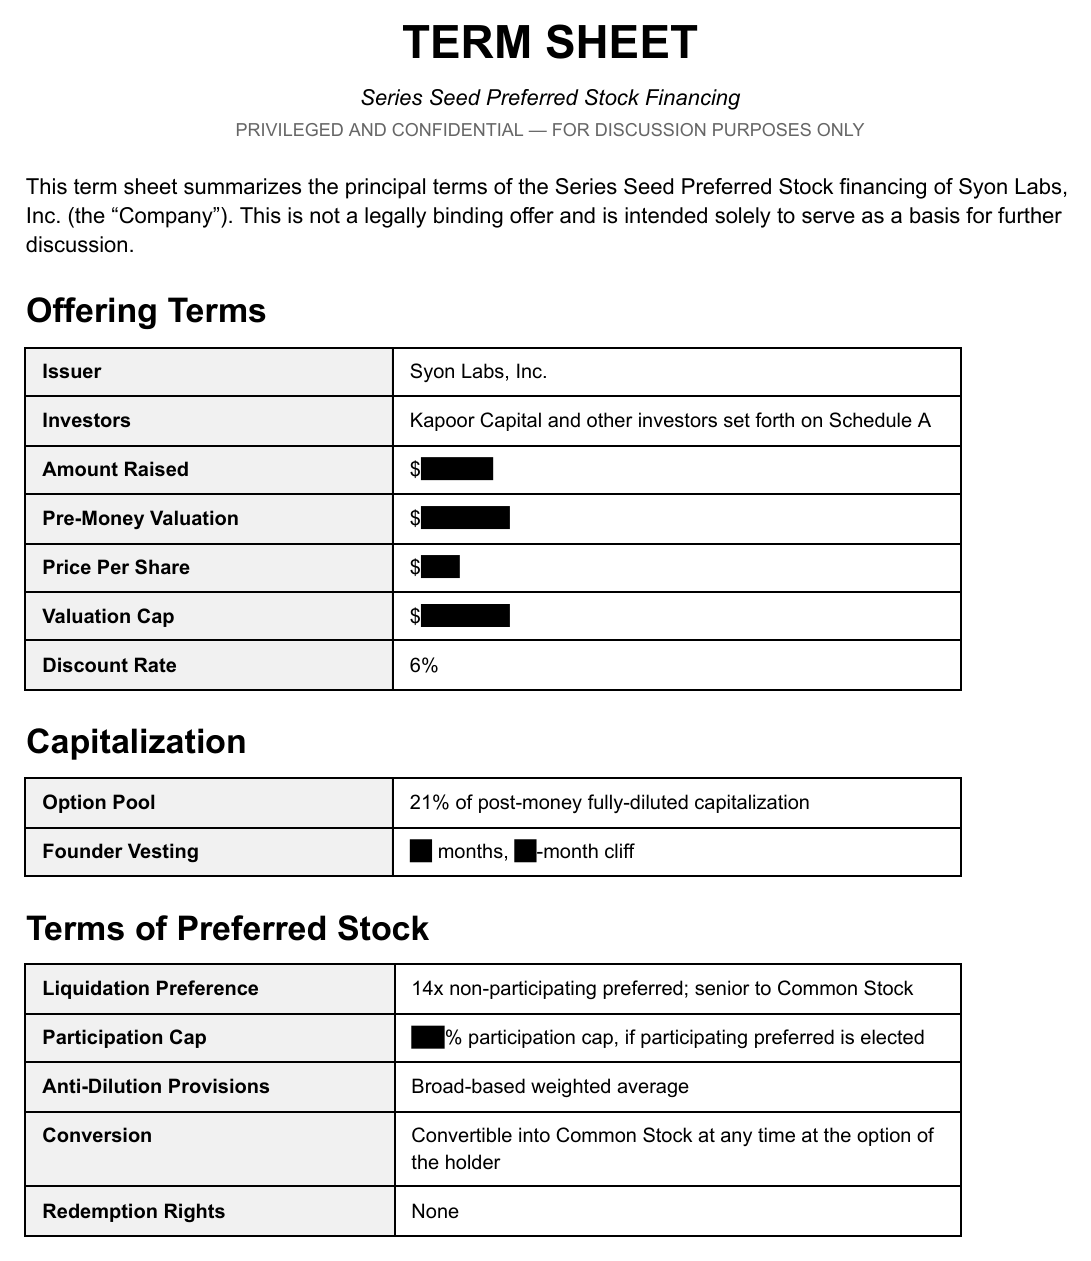 TERM SHEET
Series Seed Preferred Stock Financing
PRIVILEGED AND CONFIDENTIAL — FOR DISCUSSION PURPOSES ONLY
This term sheet summarizes the principal terms of the Series Seed Preferred Stock financing of Syon Labs,
Inc. (the “Company”). This is not a legally binding offer and is intended solely to serve as a basis for further
discussion.
Offering Terms
Issuer Syon Labs, Inc.
Investors Kapoor Capital and other investors set forth on Schedule A
Amount Raised $
Pre-Money Valuation $
Price Per Share $
Valuation Cap $
Discount Rate 6%
Capitalization
Option Pool 21% of post-money fully-diluted capitalization
Founder Vesting months, -month cliff
Terms of Preferred Stock
Liquidation Preference 14x non-participating preferred; senior to Common Stock
Participation Cap % participation cap, if participating preferred is elected
Anti-Dilution Provisions Broad-based weighted average
Conversion Convertible into Common Stock at any time at the option of
the holder
Redemption Rights None